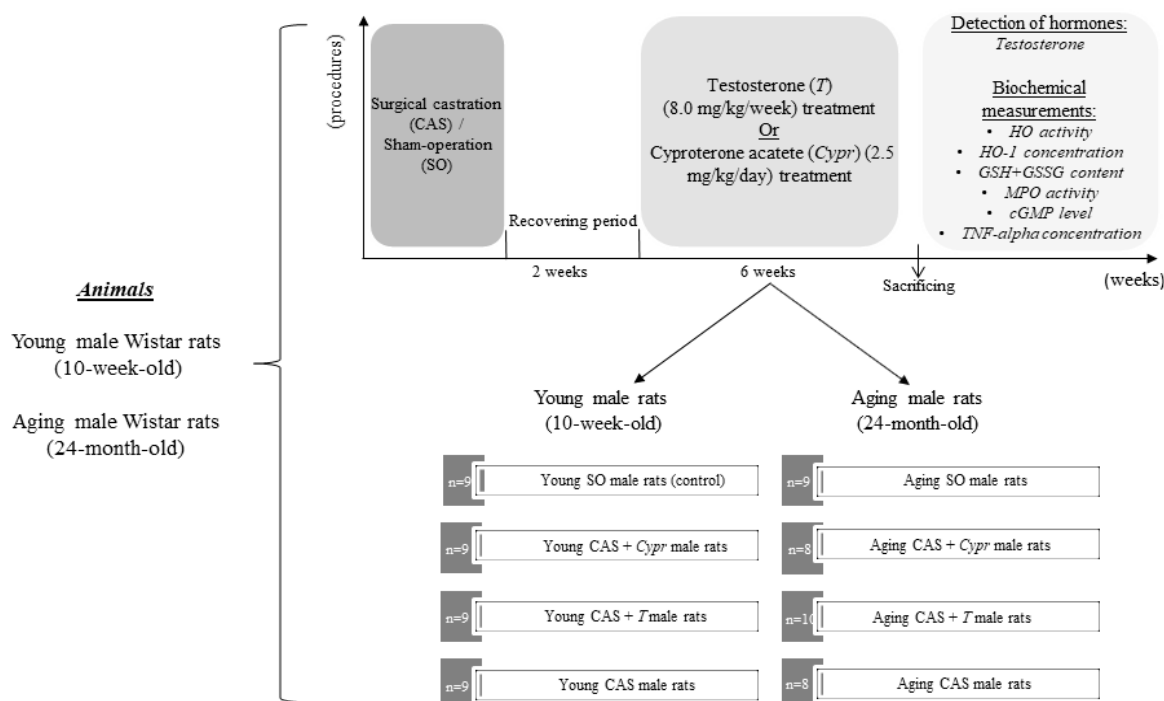 (procedures)
Surgical castration
(CAS) /
Sham-operation
(SO)
Recovering period
Testosterone (T)
(8.0 mg/kg/week) treatment
Or
Cyproterone acatete (Cypr) (2.5
mg/kg/day) treatment
Detection of hormones:
Testosterone
Biochemical
measurements:
• HO activity
• HO-1 concentration
• GSH+GSSG content
• MPO activity
• cGMP level
• TNF-alpha concentration
2 weeks
6 weeks
Sacrificing
(weeks)
Animals
Young male Wistar rats
(10-week-old)
Aging male Wistar rats
(24-month-old)
Young male rats
(10-week-old)
n=9 Young SO male rats (control)
n=9 Young CAS + Cypr male rats
n=9 Young CAS + T male rats
n=9 Young CAS male rats
Aging male rats
(24-month-old)
n=9 Aging SO male rats
n=8 Aging CAS + Cypr male rats
n=10 Aging CAS + T male rats
n=8 Aging CAS male rats